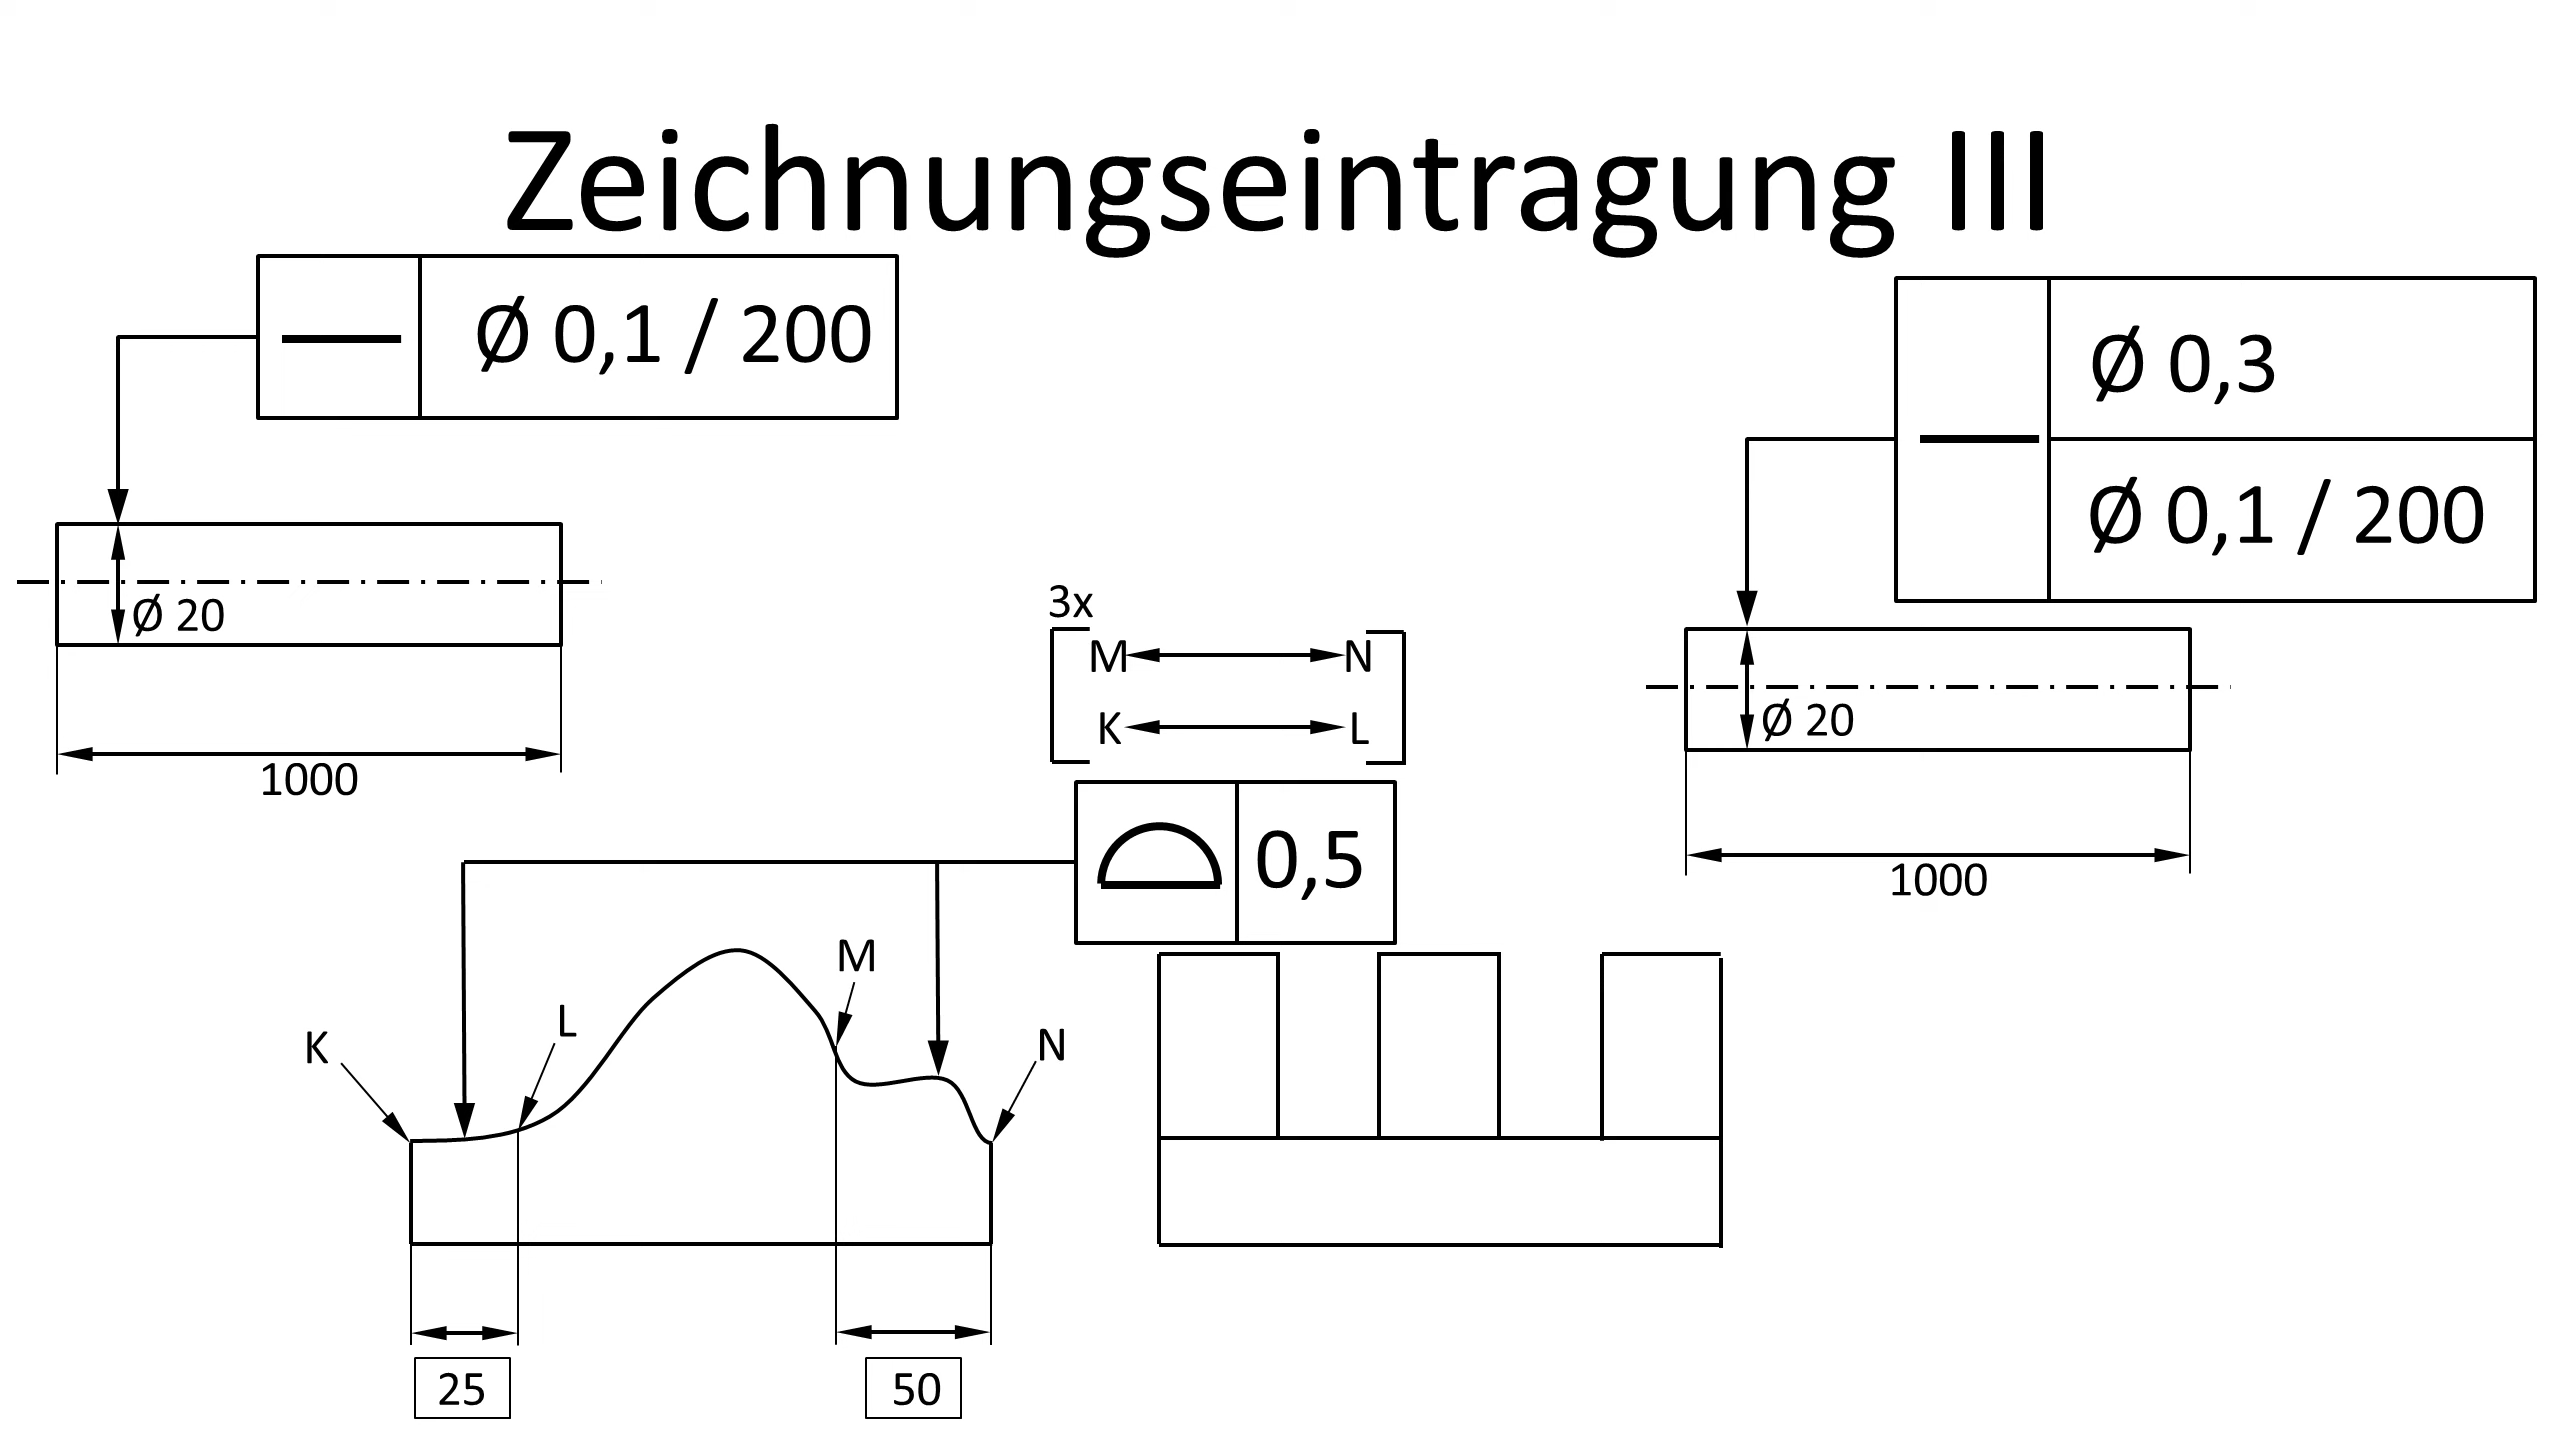 Zeichnungseintragung III
Ø 0,1 / 200
Ø 20
1000
Ø 0,3
Ø 0,1 / 200
Ø 20
1000
3x
M N
K L
0,5
K
L
M
N
25
50